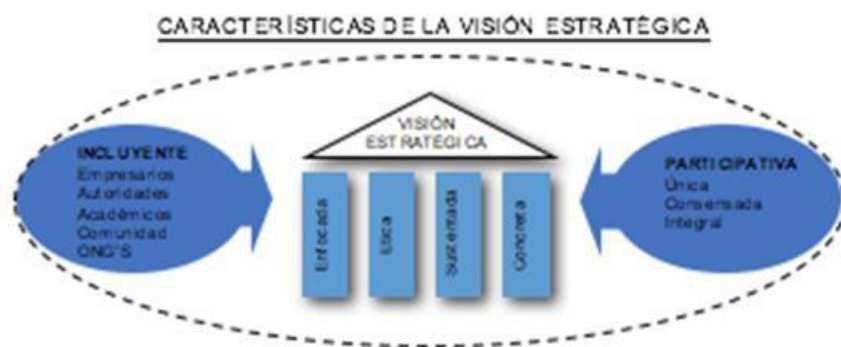 CARACTERÍSTICAS DE LA VISIÓN ESTRATÉGICA
VISIÓN
ESTRATÉGICA
INCLUYENTE
Empresarios
Autoridades
Académicos
Comunidad
ONG'S
Enfocada
Etica
Sustentada
Concreta
PARTICIPATIVA
Única
Consensada
Integral